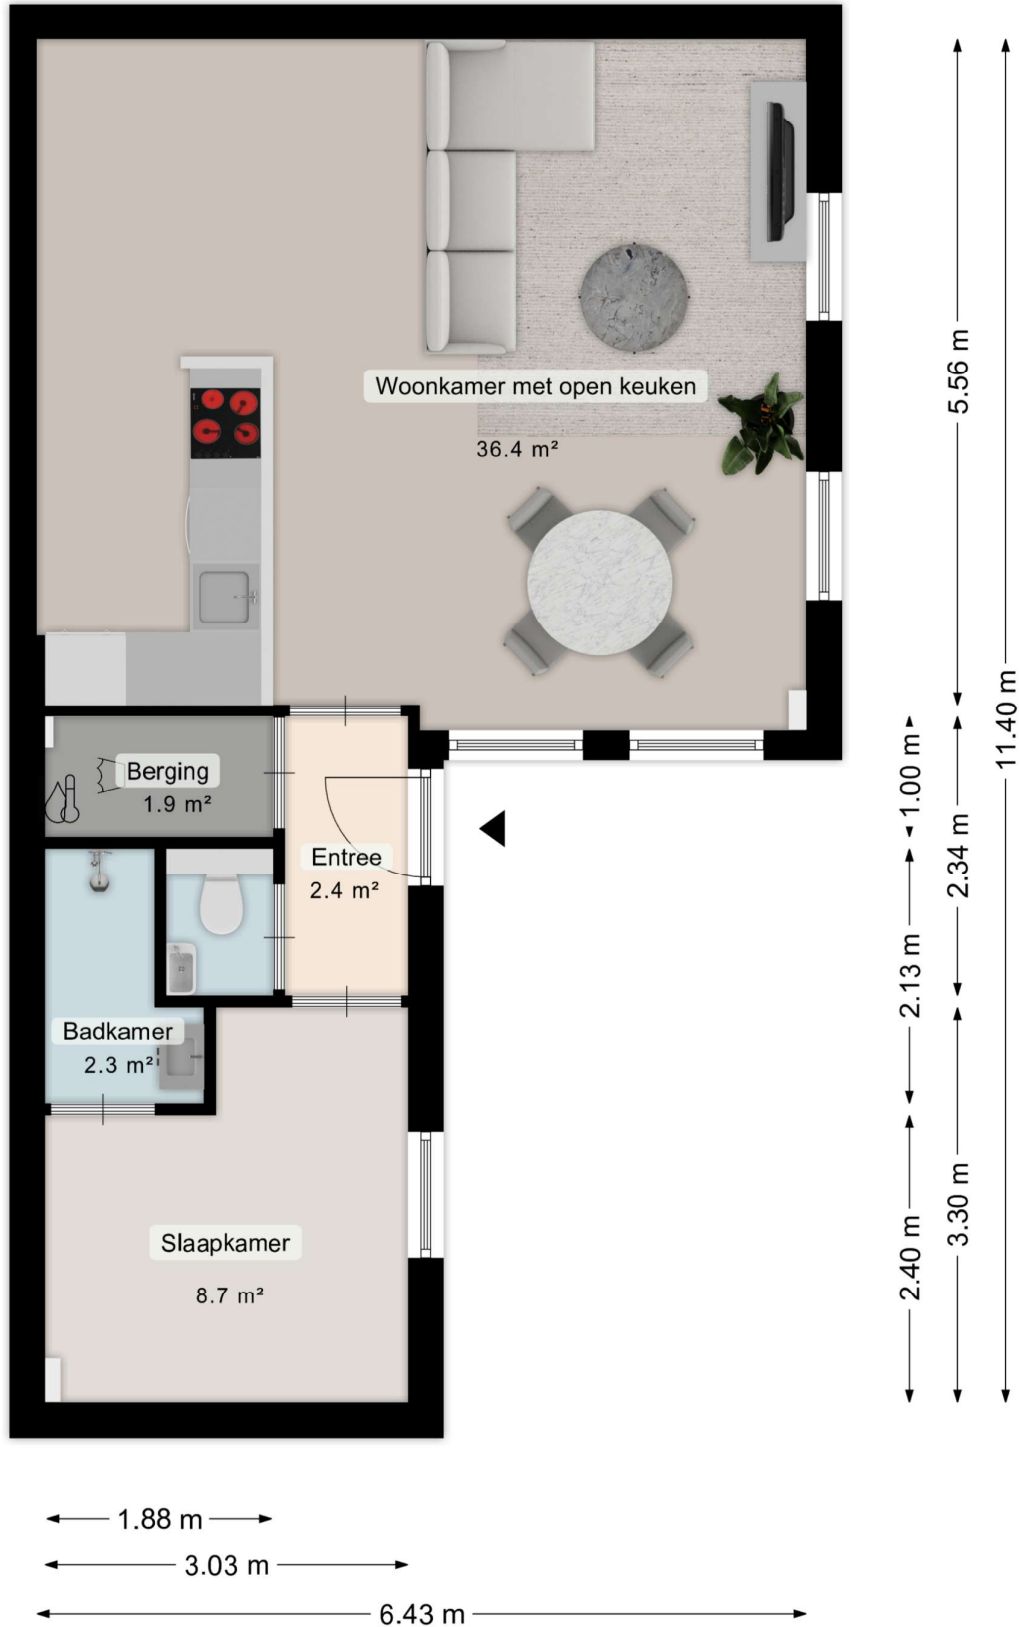 Woonkamer met open keuken
36.4 m²
5.56 m
11.40 m
1.00 m
Berging
1.9 m²
2.34 m
Entree
2.4 m²
2.13 m
Badkamer
2.3 m²
3.30 m
2.40 m
Slaapkamer
8.7 m²
1.88 m
3.03 m
6.43 m